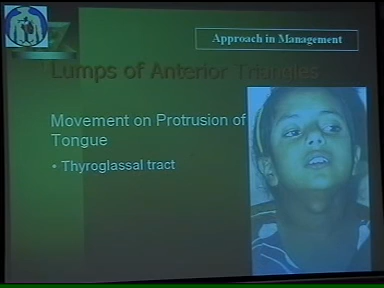 Approach in Management
Lumps of Anterior Triangles
Movement on Protrusion of
Tongue
• Thyroglassal tract